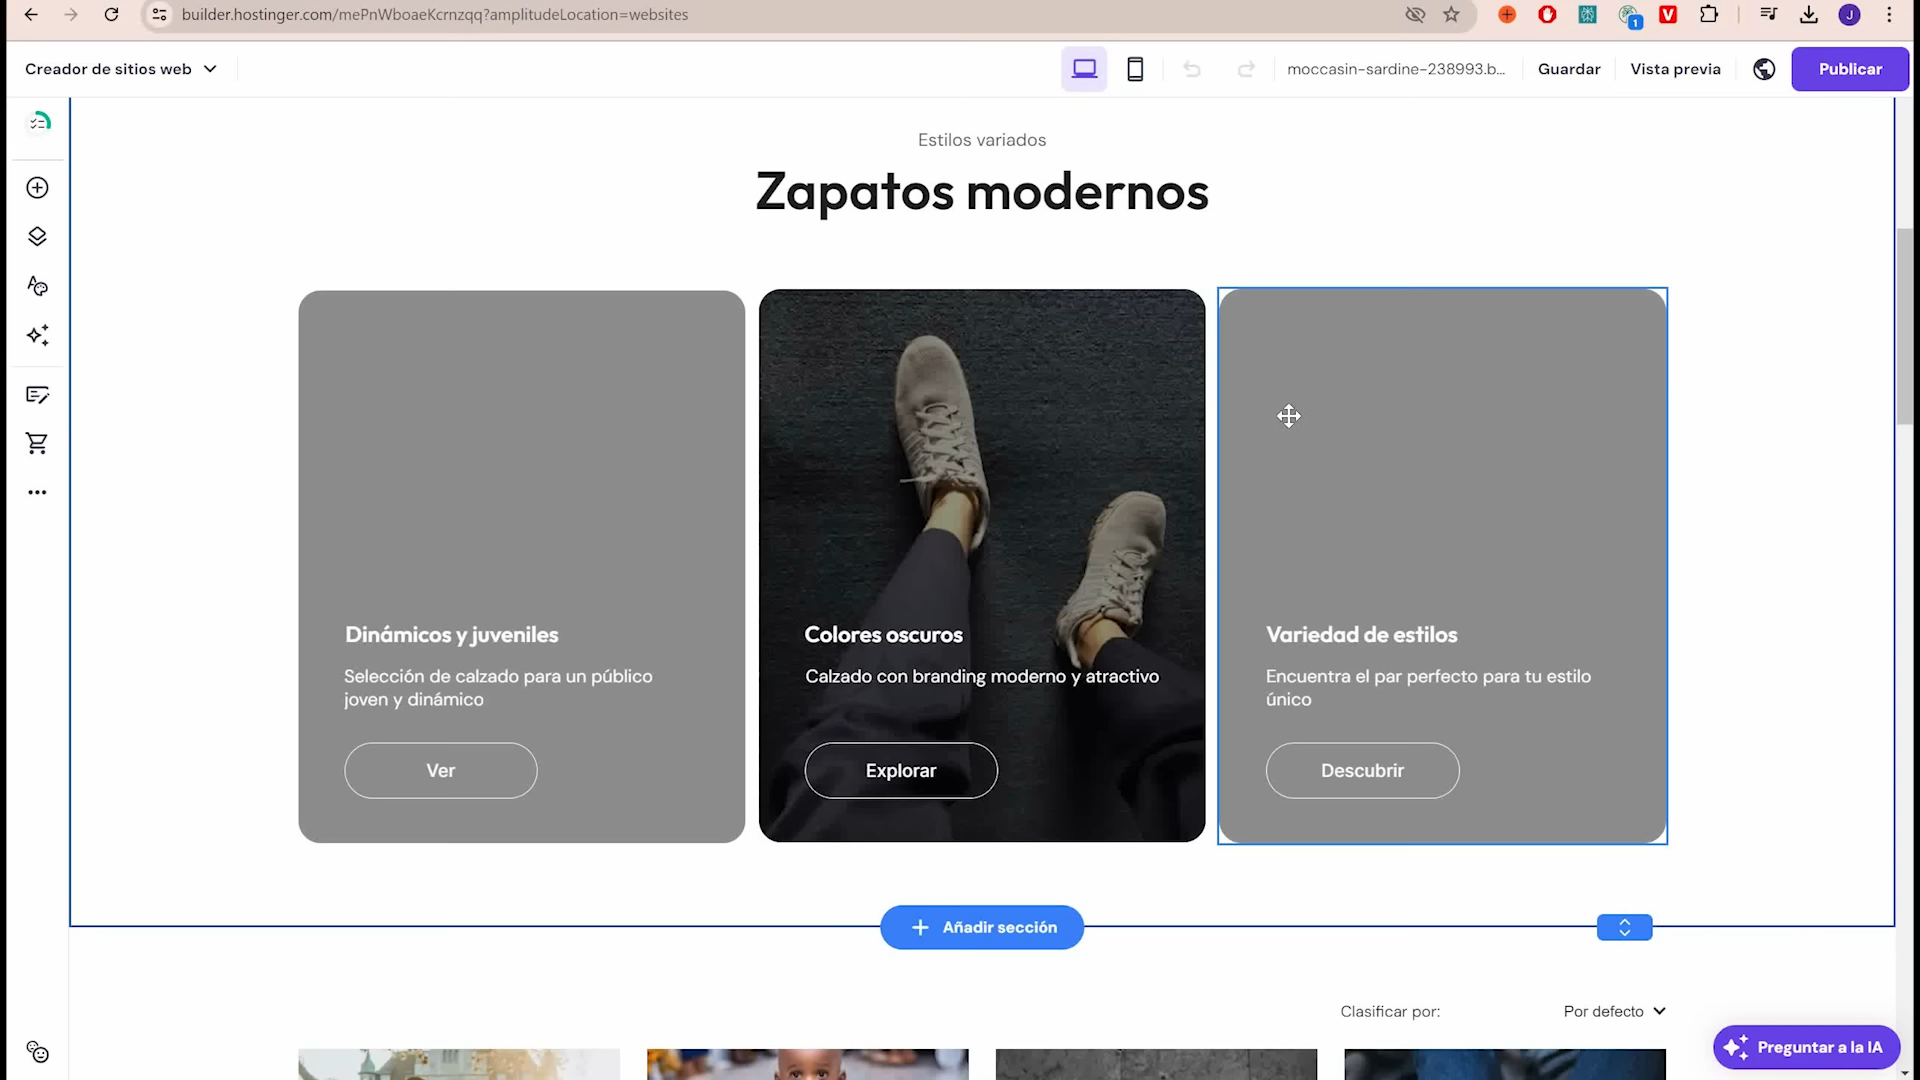 builder.hostinger.com/mePnWboaeKcrnzqq?amplitudeLocation=websites
1
V
J
Creador de sitios web
moccasin-sardine-238993.b...
Guardar
Vista previa
Publicar
Estilos variados
Zapatos modernos
Dinámicos y juveniles
Selección de calzado para un público
joven y dinámico
Ver
Colores oscuros
Calzado con branding moderno y atractivo
Explorar
Variedad de estilos
Encuentra el par perfecto para tu estilo
único
Descubrir
Añadir sección
Clasificar por:
Por defecto
Preguntar a la IA